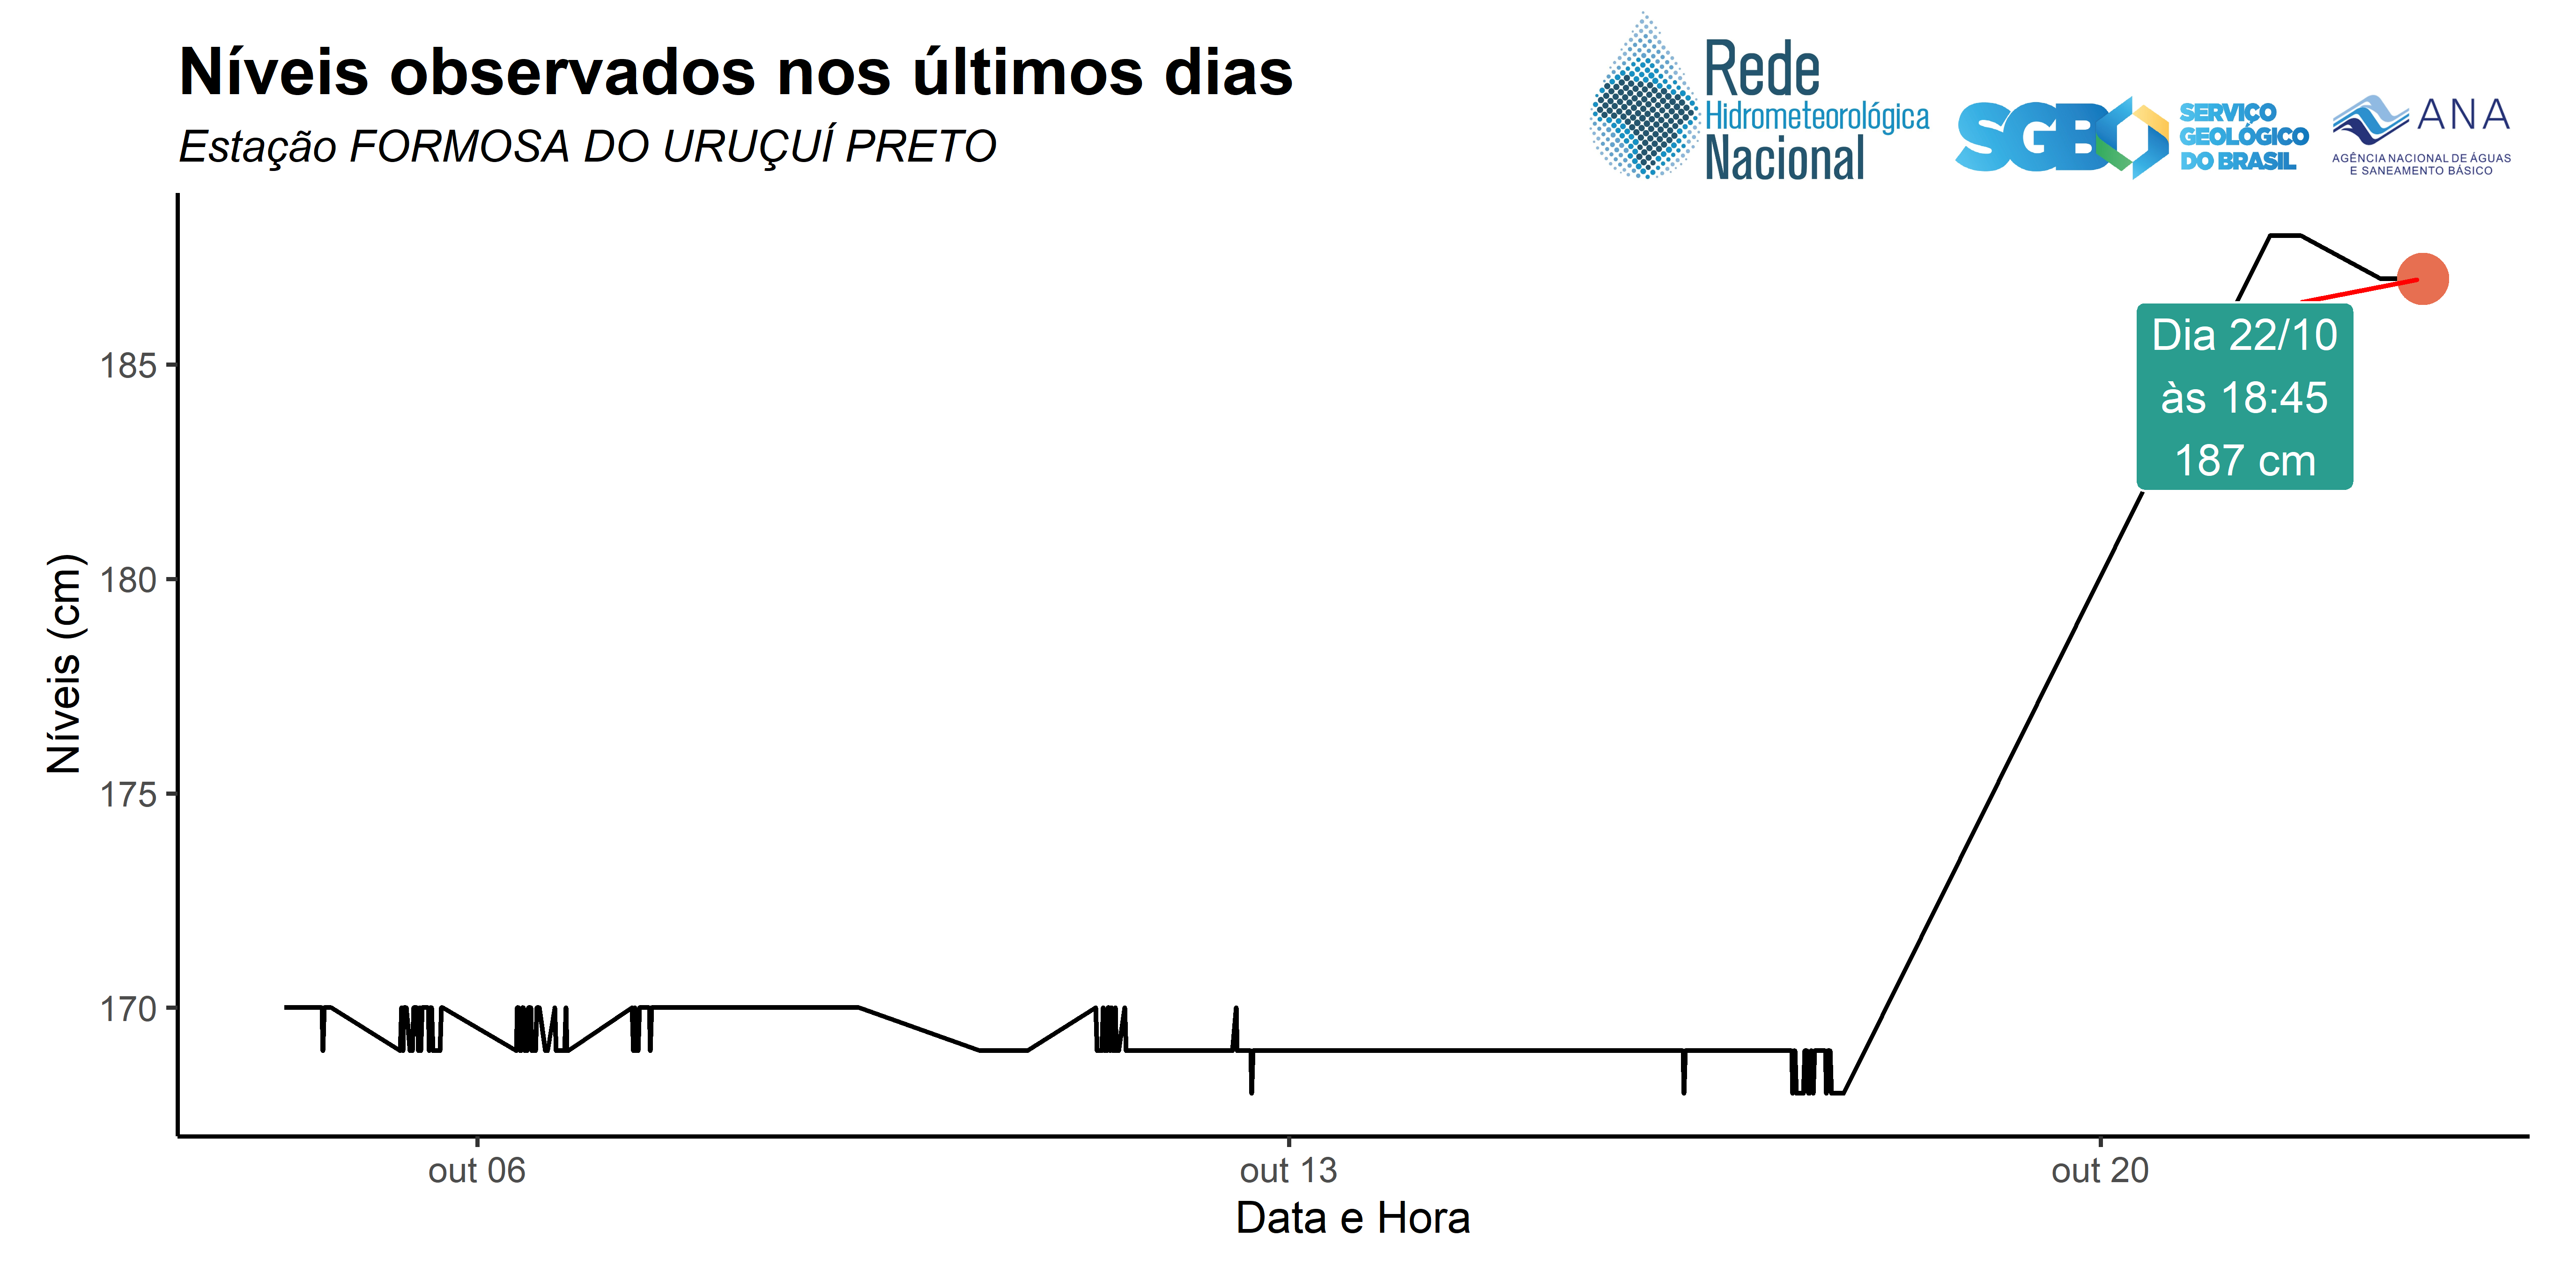 Níveis observados nos últimos dias
Estação FORMOSA DO URUÇUÍ PRETO
Rede
Hidrometeorológica
Nacional
SGB
SERVIÇO
GEOLÓGICO
DO BRASIL
ANA
AGÊNCIA NACIONAL DE ÁGUAS
E SANEAMENTO BÁSICO
Dia 22/10
às 18:45
187 cm
Níveis (cm)
185
180
175
170
out 06
out 13
out 20
Data e Hora